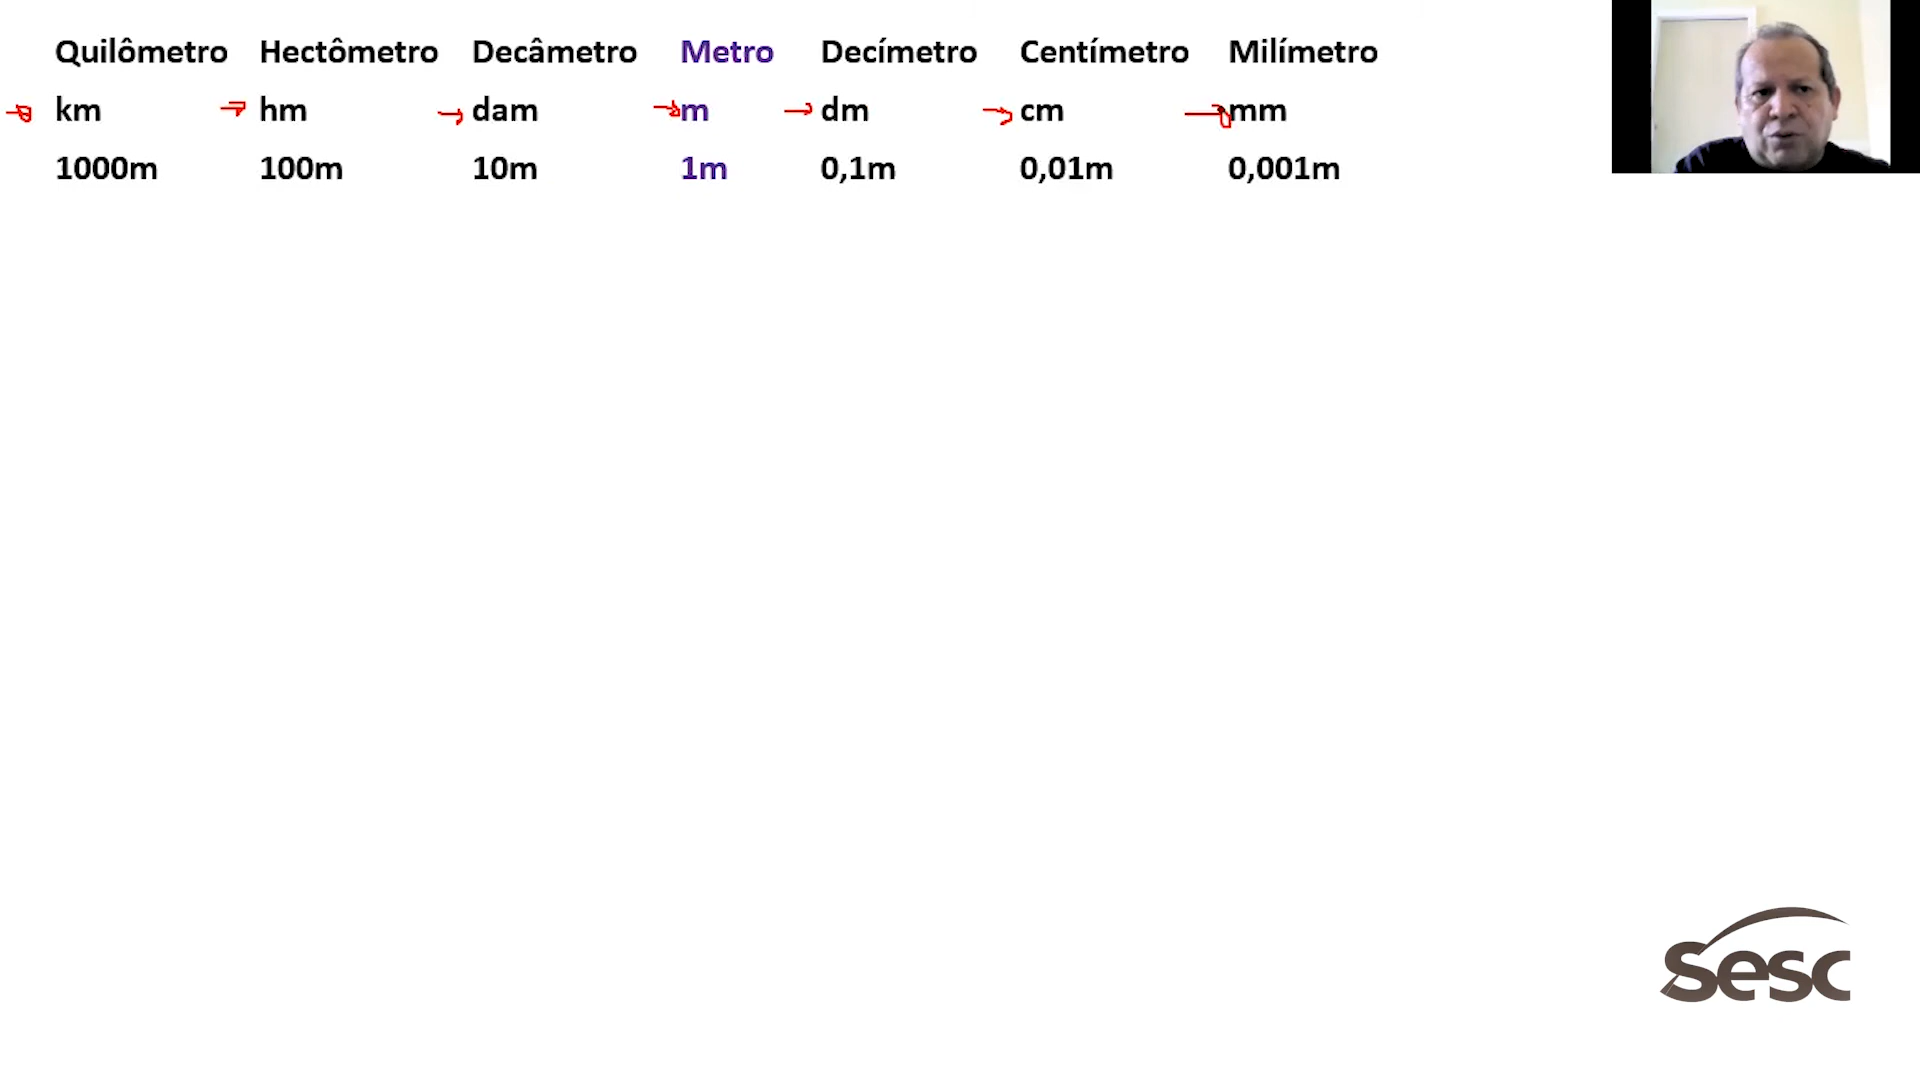 Quilômetro Hectômetro Decâmetro Metro Decímetro Centímetro Milímetro
km hm dam m dm cm mm
1000m 100m 10m 1m 0,1m 0,01m 0,001m
Sesc